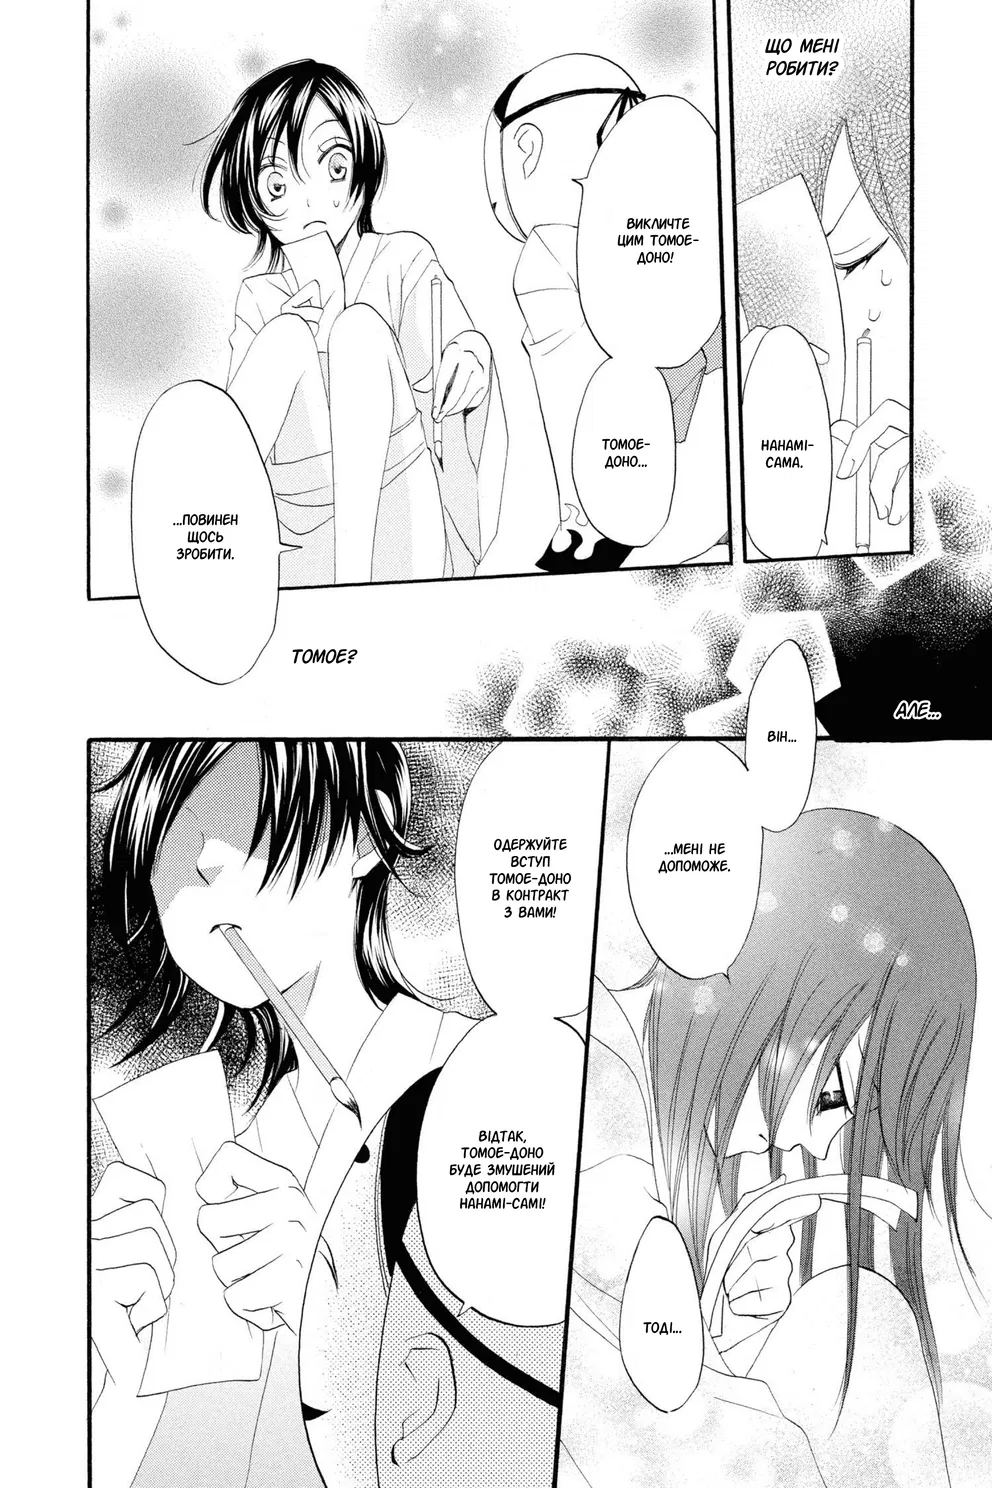 ЩО МЕНІ
РОБИТИ?
НАНАМІ-
САМА.
ВИКЛИЧТЕ
ЦИМ ТОМОЕ-
ДОНО!
ТОМОЕ-
ДОНО...
...ПОВИНЕН
ЩОСЬ
ЗРОБИТИ.
ТОМОЕ?
АЛЕ...
ВІН...
...МЕНІ НЕ
ДОПОМОЖЕ.
ТОДІ...
ОДЕРЖУЙТЕ
ВСТУП
ТОМОЕ-ДОНО
В КОНТРАКТ
З ВАМИ!
ВІДТАК,
ТОМОЕ-ДОНО
БУДЕ ЗМУШЕНИЙ
ДОПОМОГТИ
НАНАМІ-САМІ!